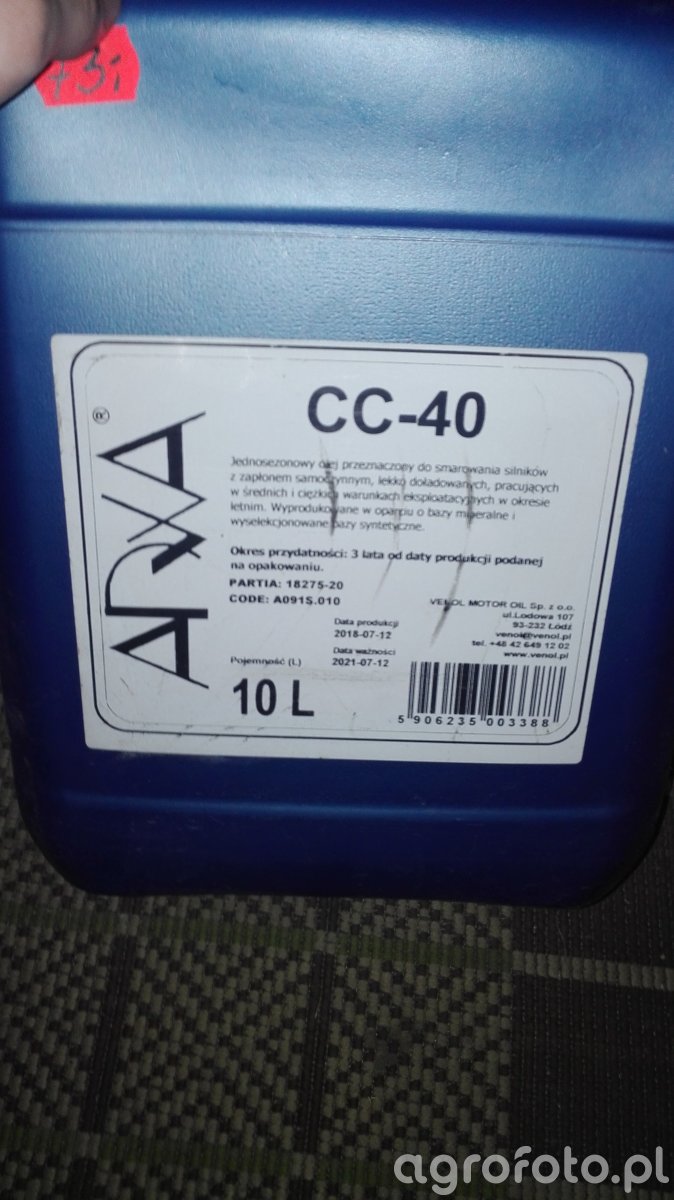 73,-
ARWA
®
CC-40
Jednosezonowy olej przeznaczony do smarowania silników
z zapłonem samoczynnym, lekko doładowanych, pracujących
w średnich i ciężkich warunkach eksploatacyjnych w okresie
letnim. Wyprodukowane w oparciu o bazy mineralne i
wyselekcjonowane bazy syntetyczne.
Okres przydatności: 3 lata od daty produkcji podanej
na opakowaniu.
PARTIA: 18275-20
CODE: A091S.010
VENOL MOTOR OIL Sp. z o.o.
ul.Lodowa 107
93-232 Łódź
venol@venol.pl
tel. +48 42 649 12 02
www.venol.pl
Data produkcji
2018-07-12
Data ważności
2021-07-12
Pojemność (L)
10 L
5 906235 003388
agrofoto.pl